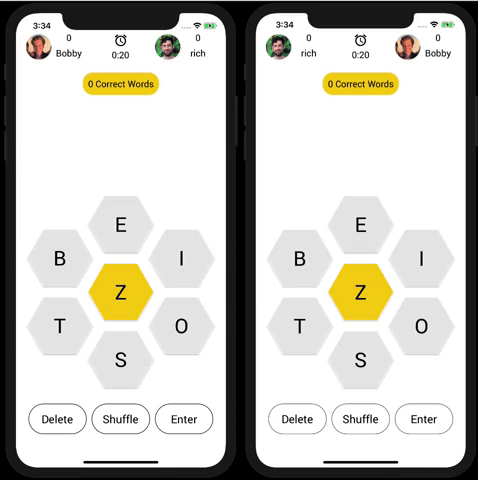 3:34
0
Bobby
0:20
0
rich
0 Correct Words
E
B
I
Z
T
O
S
Delete
Shuffle
Enter
3:34
0
rich
0:20
0
Bobby
0 Correct Words
E
B
I
Z
T
O
S
Delete
Shuffle
Enter